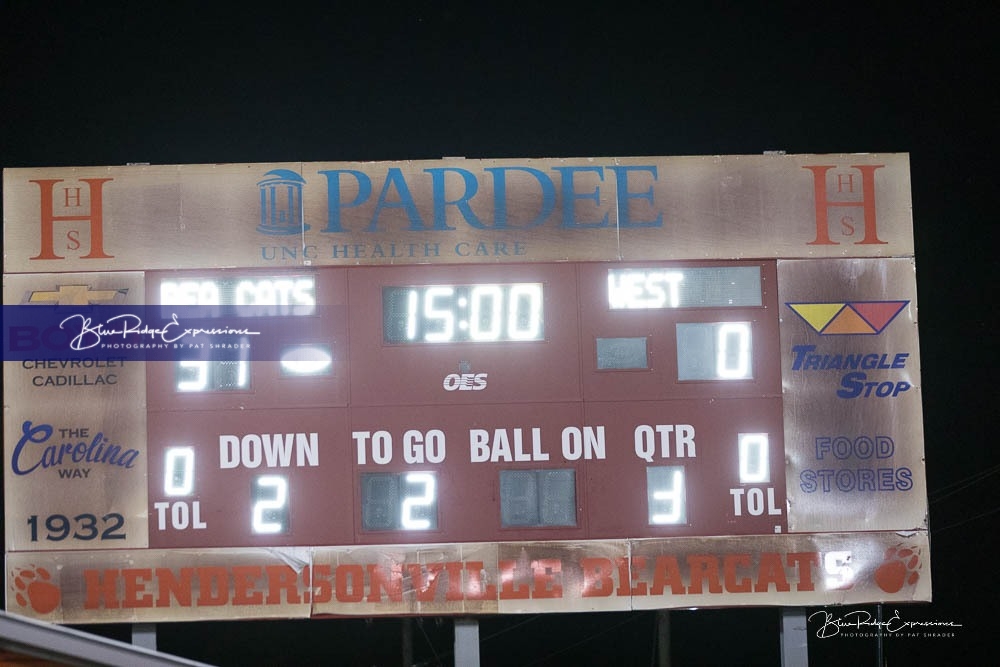 HHS
PARDEE
HHS
UNC HEALTH CARE
BEA CATS
15:00
WEST
Blue Ridge Expressions
PHOTOGRAPHY BY PAT SHRADER
CHEVROLET
CADILLAC
0
OES
TRIANGLE
STOP
THE
Carolina
WAY
1932
FOOD
STORES
DOWN
TO GO
BALL ON
QTR
0
TOL
2
2
0
TOL
HENDERSONVILLE BEARCATS
Blue Ridge Expressions
PHOTOGRAPHY BY PAT SHRADER